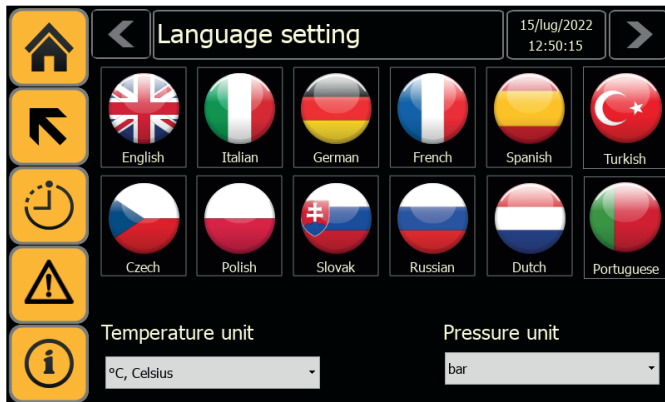 Language setting
15/lug/2022
12:50:15
English
Italian
German
French
Spanish
Turkish
Czech
Polish
Slovak
Russian
Dutch
Portuguese
Temperature unit
Pressure unit
°C, Celsius
bar